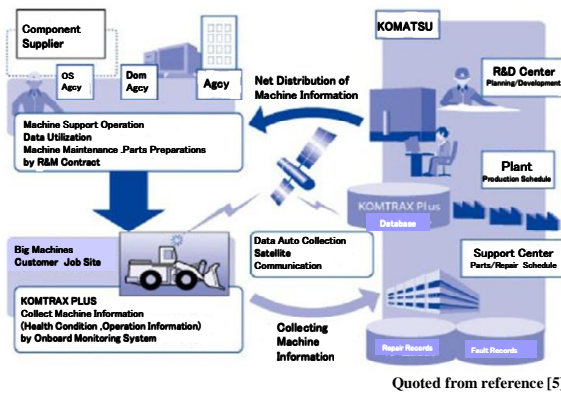 Component
Supplier
OS
Agcy
Dom
Agcy
Agcy
Machine Support Operation
Data Utilization
Machine Maintenance .Parts Preparations
by R&M Contract
Net Distribution of
Machine Information
KOMATSU
R&D Center
Planning/Development
Plant
Production Schedule
KOMTRAX Plus
Database
Support Center
Parts/Repair Schedule
Data Auto Collection
Satellite
Communication
Big Machines
Customer Job Site
KOMTRAX PLUS
Collect Machine Information
(Health Condition ,Operation Information)
by Onboard Monitoring System
Collecting
Machine
Information
Repair Records
Fault Records
Quoted from reference [5]